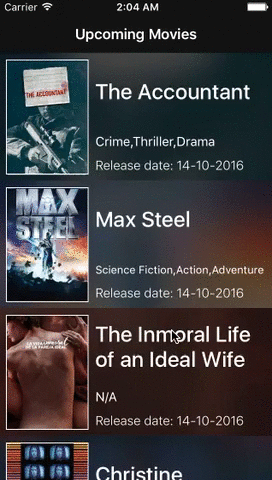 Carrier 2:04 AM
Upcoming Movies
THE ACCOUNTANT
The Accountant
Crime,Thriller,Drama
Release date: 14-10-2016
MAX
STEEL
Max Steel
Science Fiction,Action,Adventure
Release date: 14-10-2016
The Inmoral Life
of an Ideal Wife
N/A
Release date: 14-10-2016
Christine